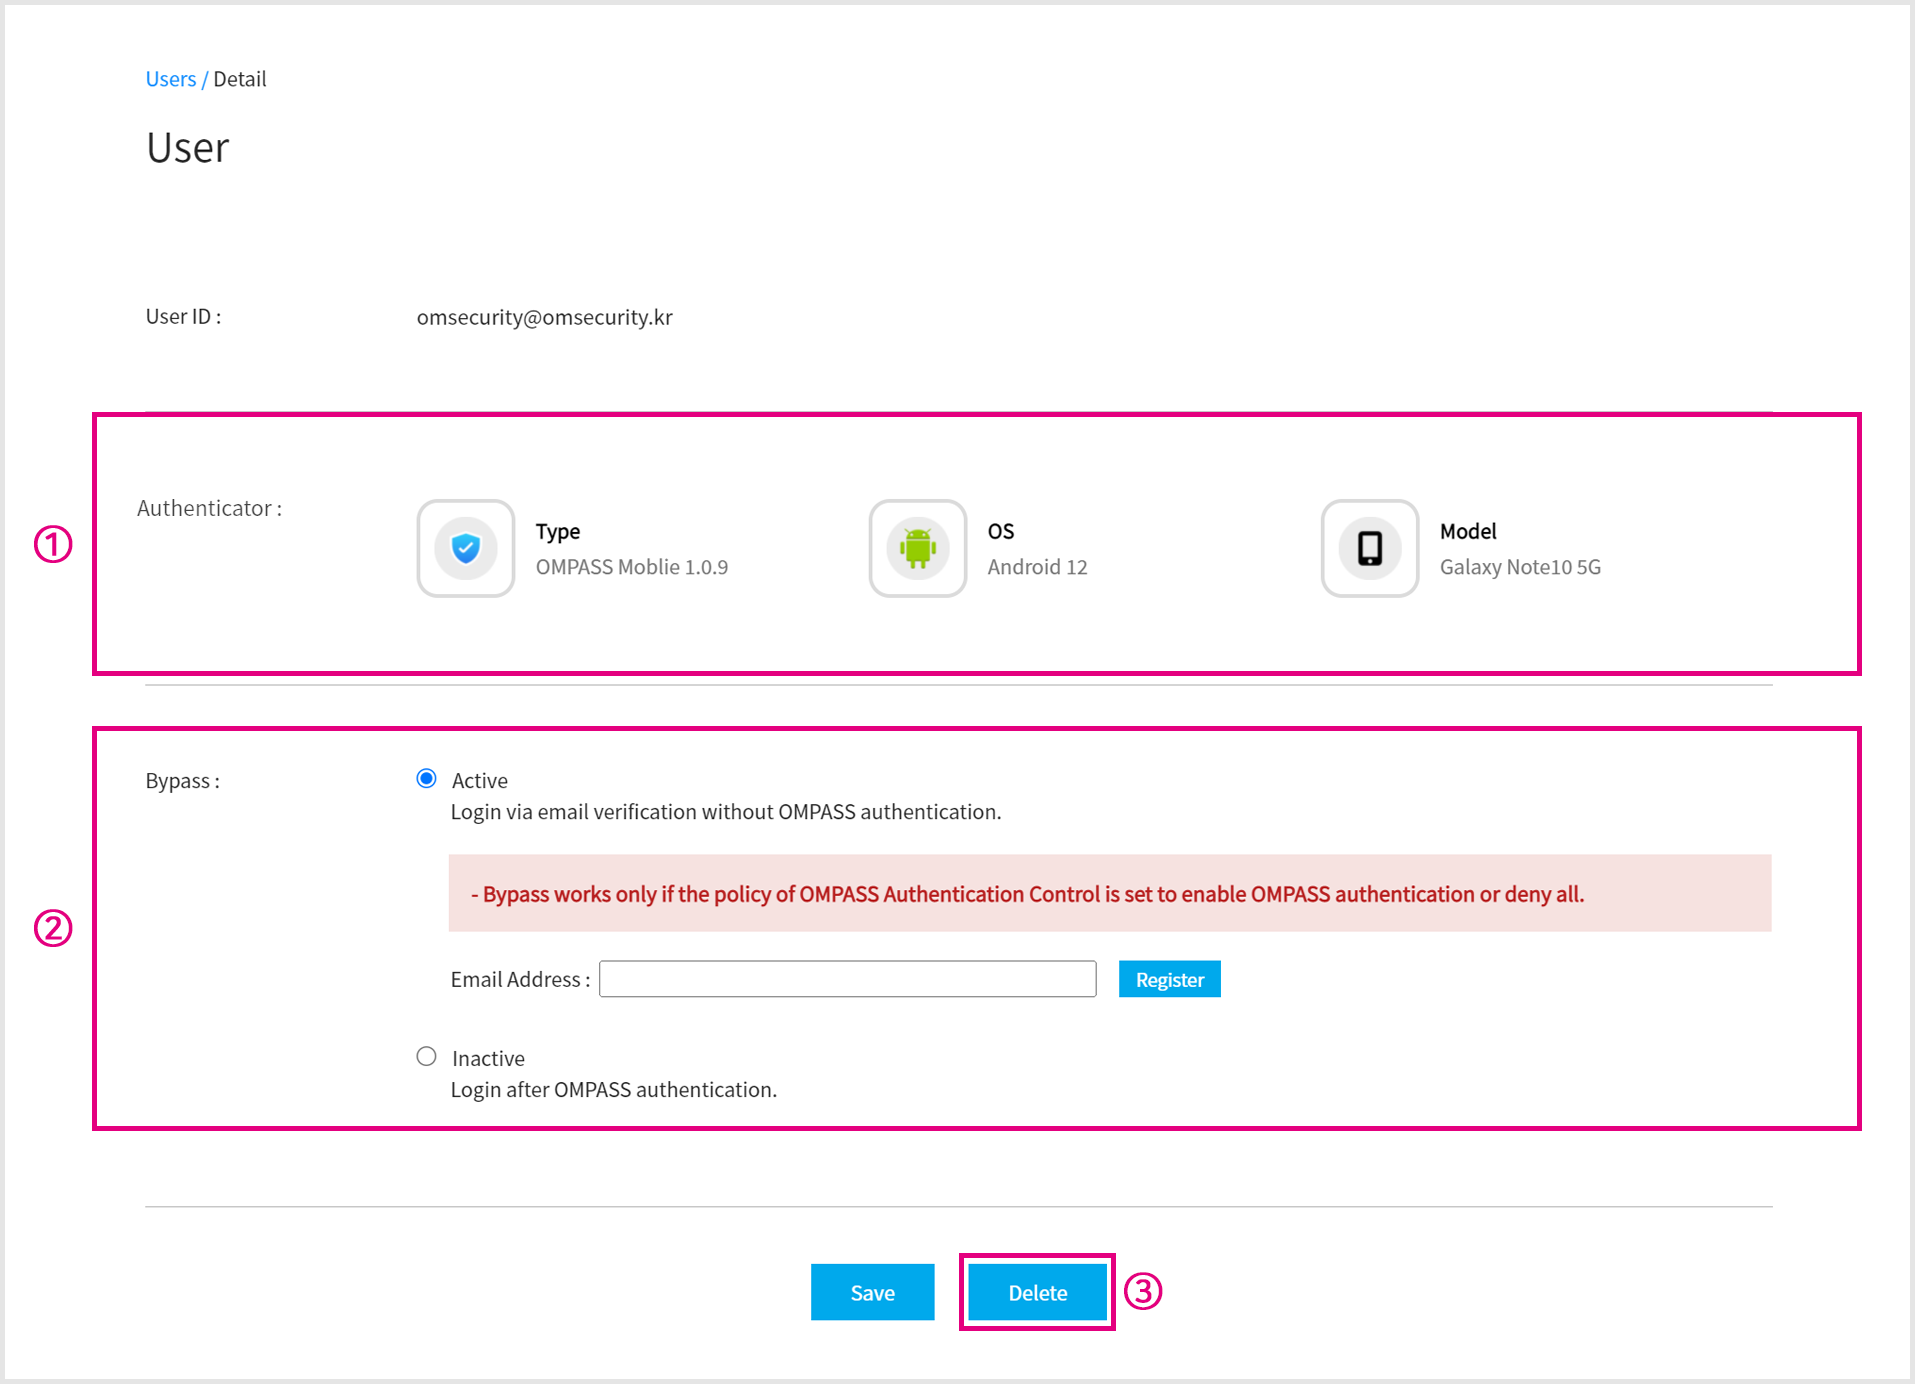 Users / Detail
User
User ID :
omsecurity@omsecurity.kr
①
Authenticator :
Type
OMPASS Moblie 1.0.9
OS
Android 12
Model
Galaxy Note10 5G
②
Bypass :
Active
Login via email verification without OMPASS authentication.
- Bypass works only if the policy of OMPASS Authentication Control is set to enable OMPASS authentication or deny all.
Email Address :
Register
Inactive
Login after OMPASS authentication.
Save
Delete
③